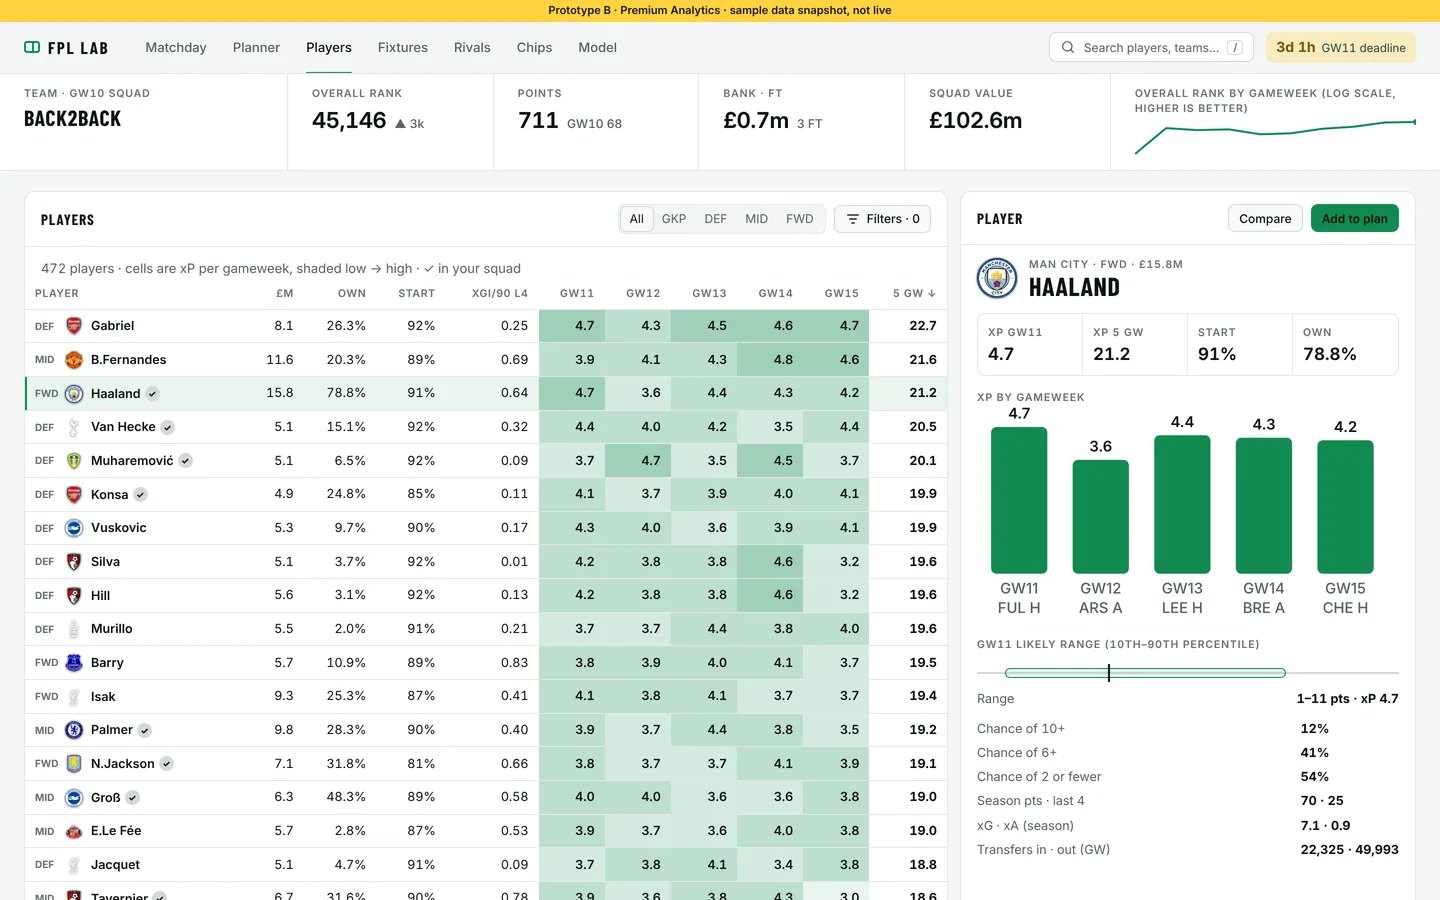 Prototype B · Premium Analytics · sample data snapshot, not live
FPL LAB Matchday Planner Players Fixtures Rivals Chips Model Search players, teams... / 3d 1h GW11 deadline
TEAM · GW10 SQUAD
BACK2BACK
OVERALL RANK
45,146 ▲ 3k
POINTS
711 GW10 68
BANK · FT
£0.7m 3 FT
SQUAD VALUE
£102.6m
OVERALL RANK BY GAMEWEEK (LOG SCALE,
HIGHER IS BETTER)
PLAYERS All GKP DEF MID FWD Filters · 0
472 players · cells are xP per gameweek, shaded low → high · ✓ in your squad
PLAYER £M OWN START XGI/90 L4 GW11 GW12 GW13 GW14 GW15 5 GW ↓
DEF Gabriel 8.1 26.3% 92% 0.25 4.7 4.3 4.5 4.6 4.7 22.7
MID B.Fernandes 11.6 20.3% 89% 0.69 3.9 4.1 4.3 4.8 4.6 21.6
FWD Haaland ✓ 15.8 78.8% 91% 0.64 4.7 3.6 4.4 4.3 4.2 21.2
DEF Van Hecke ✓ 5.1 15.1% 92% 0.32 4.4 4.0 4.2 3.5 4.4 20.5
DEF Muharemović ✓ 5.1 6.5% 92% 0.09 3.7 4.7 3.5 4.5 3.7 20.1
DEF Konsa ✓ 4.9 24.8% 85% 0.11 4.1 3.7 3.9 4.0 4.1 19.9
DEF Vuskovic 5.3 9.7% 90% 0.17 4.3 4.0 3.6 3.9 4.1 19.9
DEF Silva 5.1 3.7% 92% 0.01 4.2 3.8 3.8 4.6 3.2 19.6
DEF Hill 5.6 3.1% 92% 0.13 4.2 3.8 3.8 4.6 3.2 19.6
DEF Murillo 5.5 2.0% 91% 0.21 3.7 3.7 4.4 3.8 4.0 19.6
FWD Barry 5.7 10.9% 89% 0.83 3.8 3.9 4.0 4.1 3.7 19.5
FWD Isak 9.3 25.3% 87% 0.41 4.1 3.8 4.1 3.7 3.7 19.4
MID Palmer ✓ 9.8 28.3% 90% 0.40 3.9 3.7 4.4 3.8 3.5 19.2
FWD N.Jackson ✓ 7.1 31.8% 81% 0.66 3.8 3.7 3.7 4.1 3.9 19.1
MID Groß ✓ 6.3 48.3% 89% 0.58 4.0 4.0 3.6 3.6 3.8 19.0
MID E.Le Fée 5.7 2.8% 87% 0.53 3.9 3.7 3.6 4.0 3.8 19.0
DEF Jacquet 5.1 4.7% 91% 0.09 3.7 3.8 4.1 3.4 3.8 18.8
MID Tavernier ✓ 6.7 31.6% 90% 0.78 3.9 3.6 3.8 4.3 3.0 18.6
PLAYER Compare Add to plan
MAN CITY · FWD · £15.8M
HAALAND
XP GW11 XP 5 GW START OWN
4.7 21.2 91% 78.8%
XP BY GAMEWEEK
4.7 3.6 4.4 4.3 4.2
GW11 GW12 GW13 GW14 GW15
FUL H ARS A LEE H BRE A CHE H
GW11 LIKELY RANGE (10TH–90TH PERCENTILE)
Range 1–11 pts · xP 4.7
Chance of 10+ 12%
Chance of 6+ 41%
Chance of 2 or fewer 54%
Season pts · last 4 70 · 25
xG · xA (season) 7.1 · 0.9
Transfers in · out (GW) 22,325 · 49,993